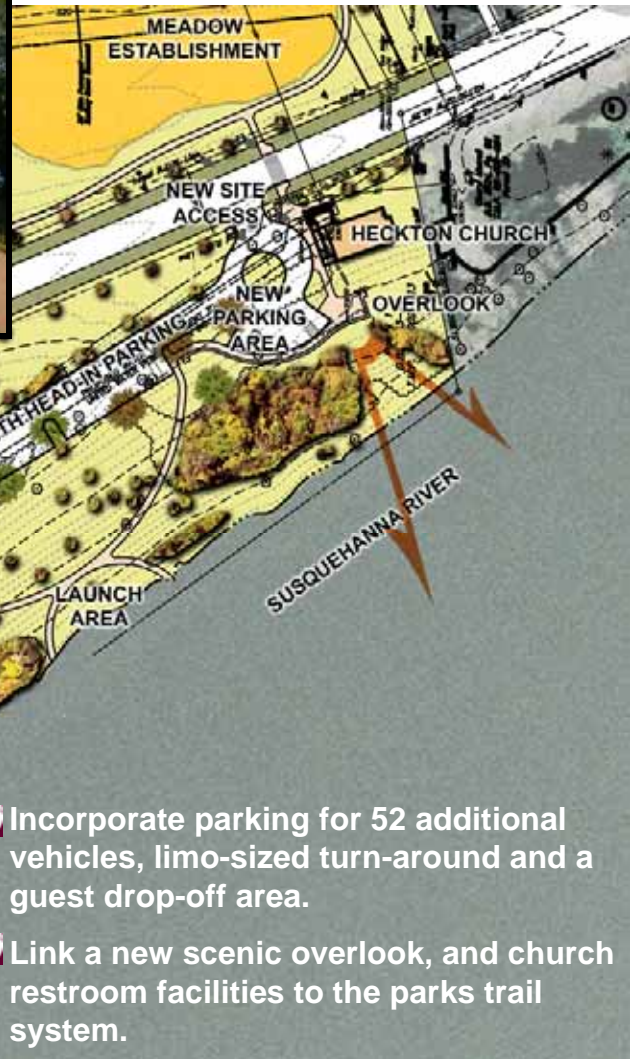 MEADOW
ESTABLISHMENT
NEW SITE
ACCESS
HECKTON CHURCH
NEW
PARKING
AREA
OVERLOOK
TH HEAD-IN PARKING
SUSQUEHANNA RIVER
LAUNCH
AREA
Incorporate parking for 52 additional
vehicles, limo-sized turn-around and a
guest drop-off area.
Link a new scenic overlook, and church
restroom facilities to the parks trail
system.